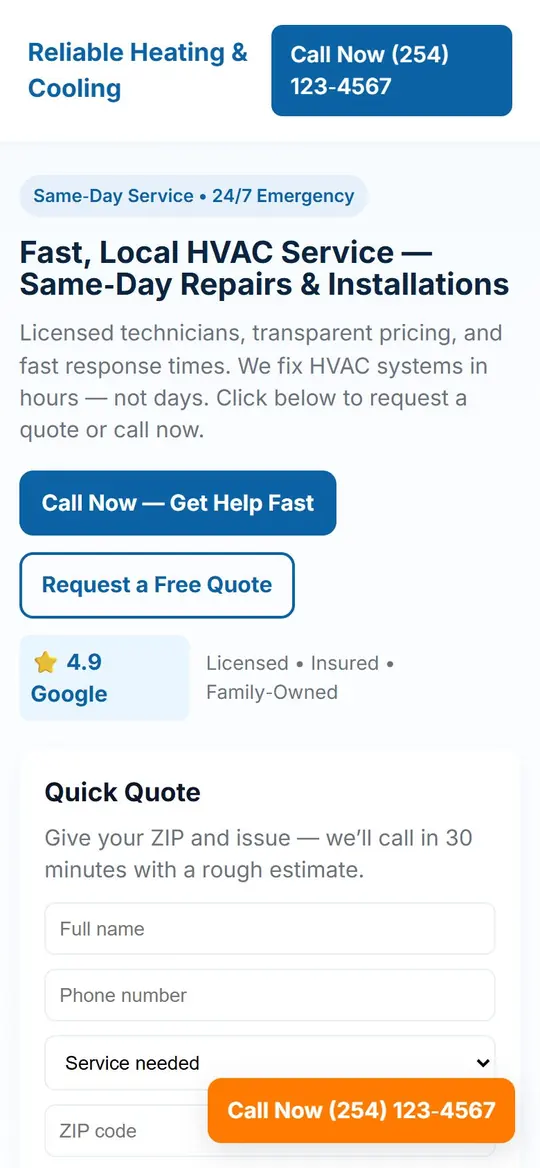 Reliable Heating &
Cooling
Call Now (254)
123-4567
Same-Day Service • 24/7 Emergency
Fast, Local HVAC Service —
Same-Day Repairs & Installations
Licensed technicians, transparent pricing, and
fast response times. We fix HVAC systems in
hours — not days. Click below to request a
quote or call now.
Call Now — Get Help Fast
Request a Free Quote
⭐ 4.9
Google
Licensed • Insured •
Family-Owned
Quick Quote
Give your ZIP and issue — we’ll call in 30
minutes with a rough estimate.
Full name
Phone number
Service needed
ZIP code
Call Now (254) 123-4567